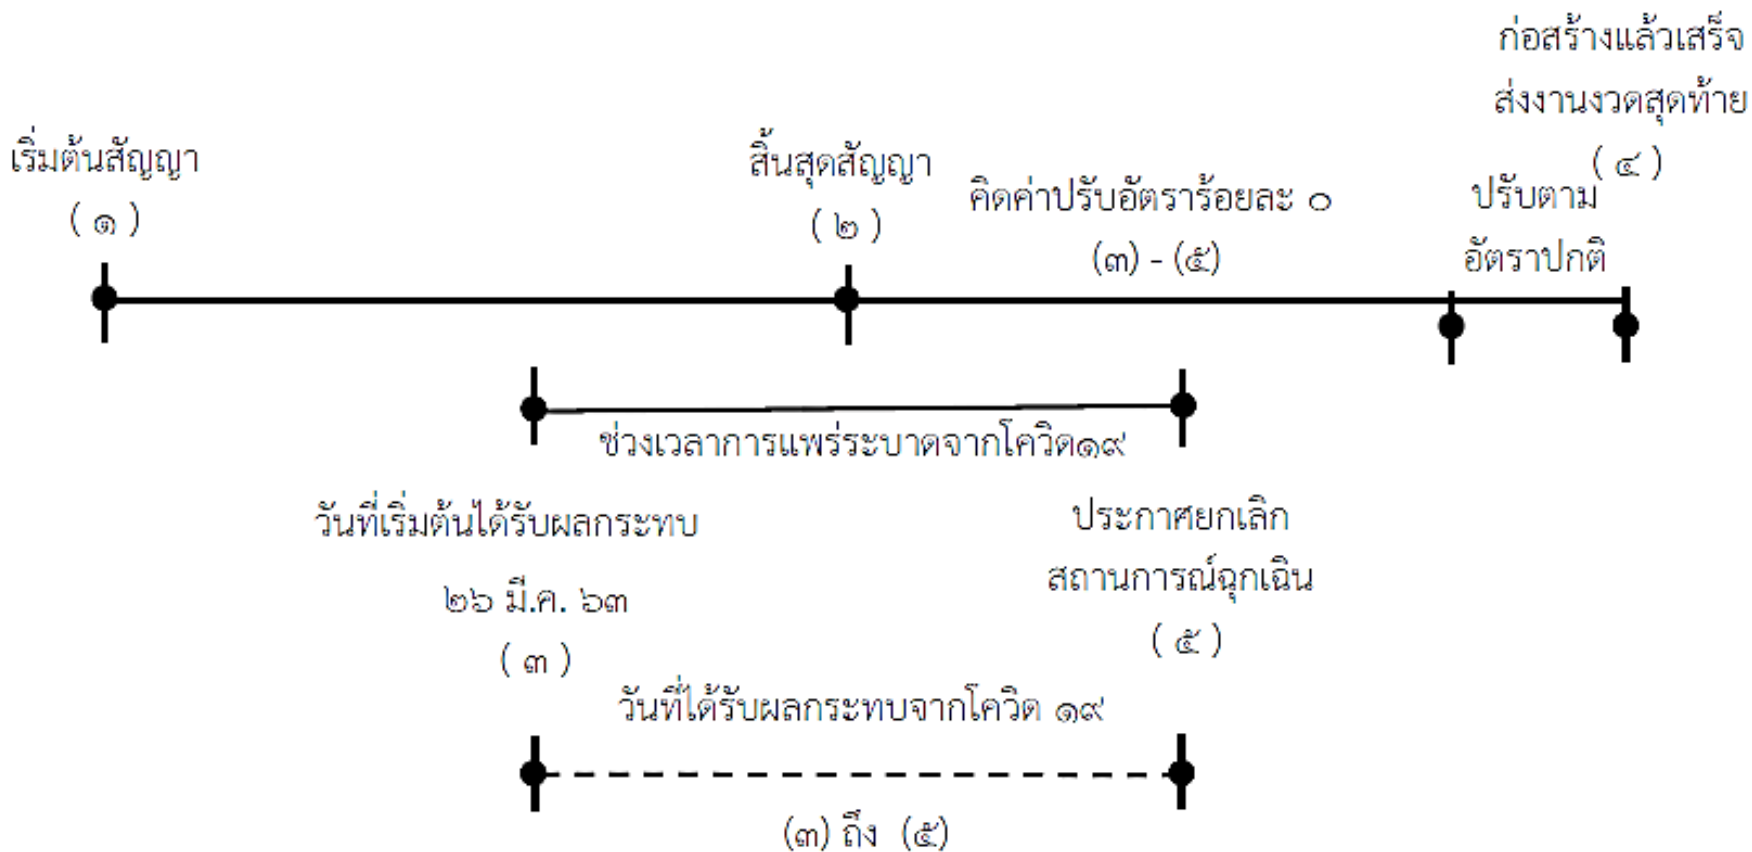 ก่อสร้างแล้วเสร็จ
ส่งงานงวดสุดท้าย
( ๔ )
เริ่มต้นสัญญา
( ๑ )
สิ้นสุดสัญญา
( ๒ )
คิดค่าปรับอัตราร้อยละ ๐
(๓) - (๕)
ปรับตาม
อัตราปกติ
ช่วงเวลาการแพร่ระบาดจากโควิด๑๙
วันที่เริ่มต้นได้รับผลกระทบ
๒๖ มี.ค. ๖๓
( ๓ )
ประกาศยกเลิก
สถานการณ์ฉุกเฉิน
( ๕ )
วันที่ได้รับผลกระทบจากโควิด ๑๙
(๓) ถึง (๕)